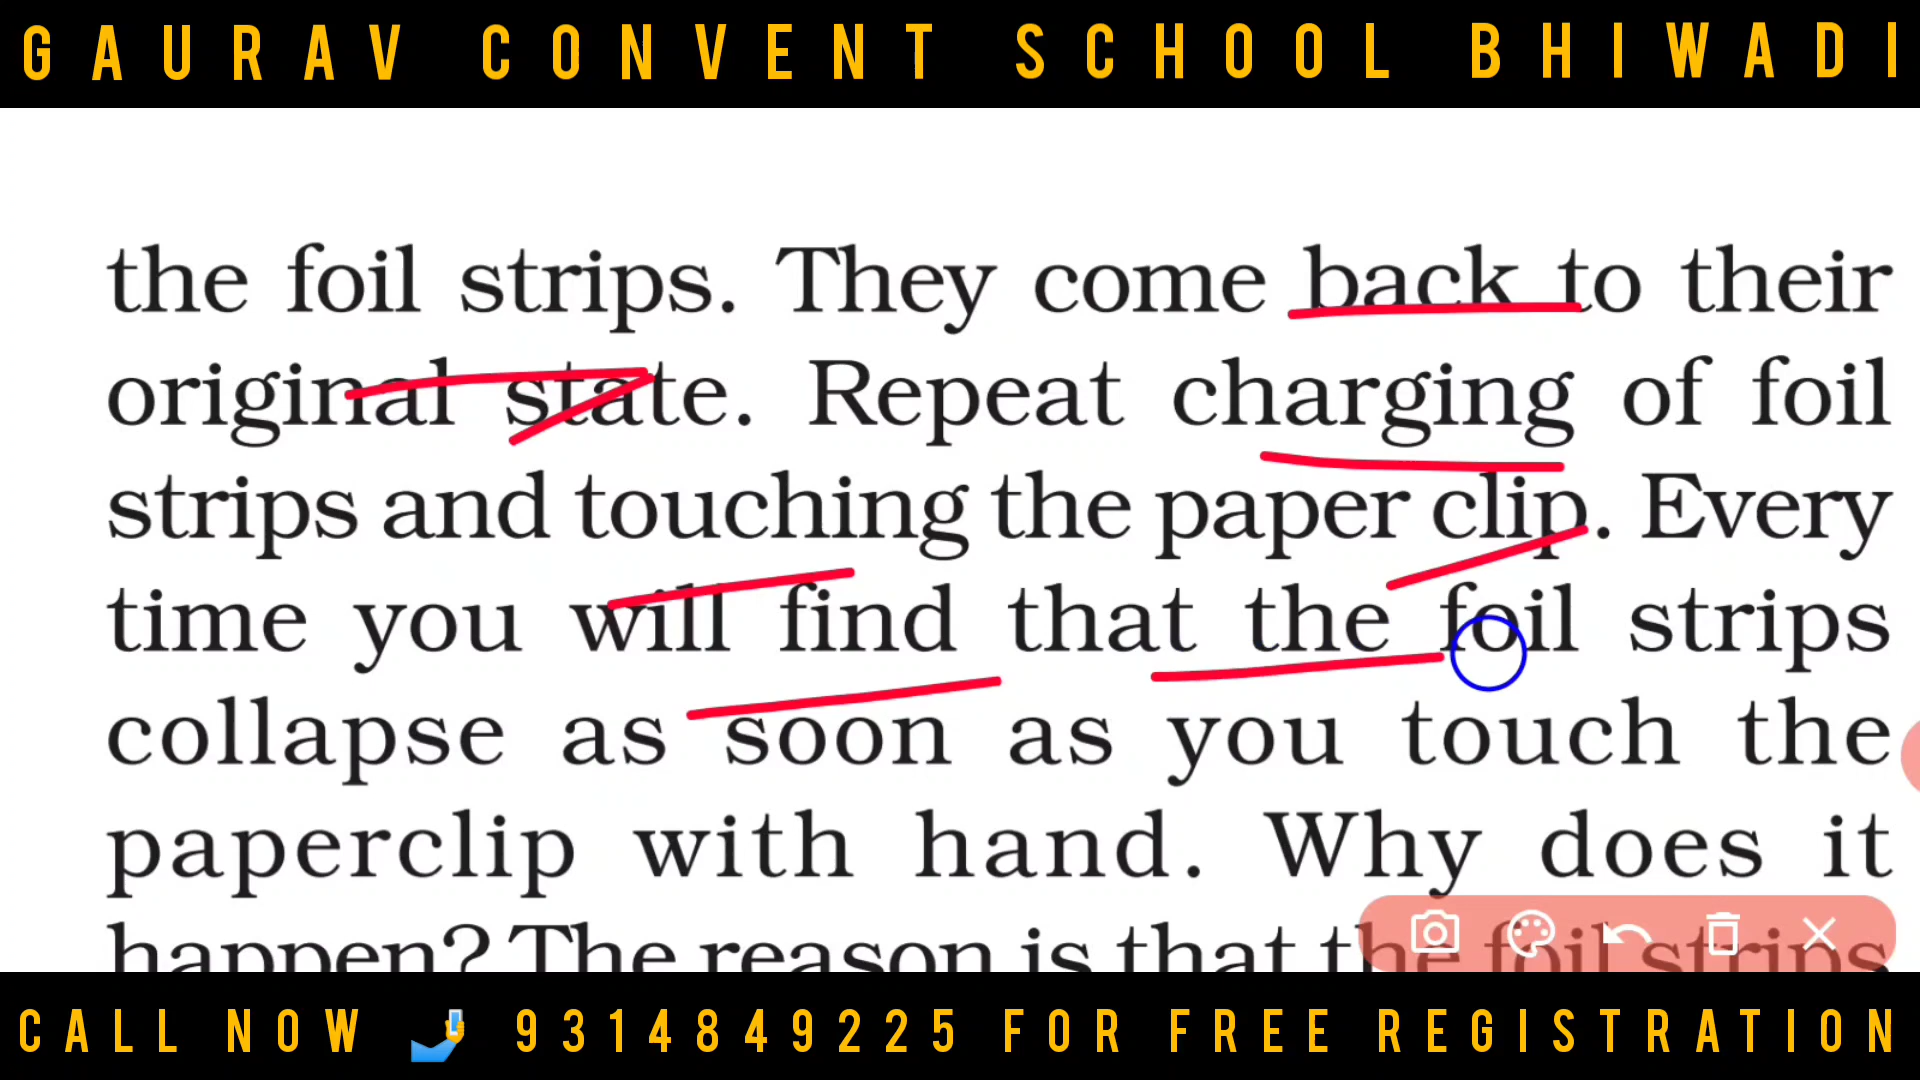 GAURAV CONVENT SCHOOL BHIWADI
the foil strips. They come back to their
original state. Repeat charging of foil
strips and touching the paper clip. Every
time you will find that the foil strips
collapse as soon as you touch the
paperclip with hand. Why does it
happen? The reason is that the foil strips
CALL NOW 9314849225 FOR FREE REGISTRATION